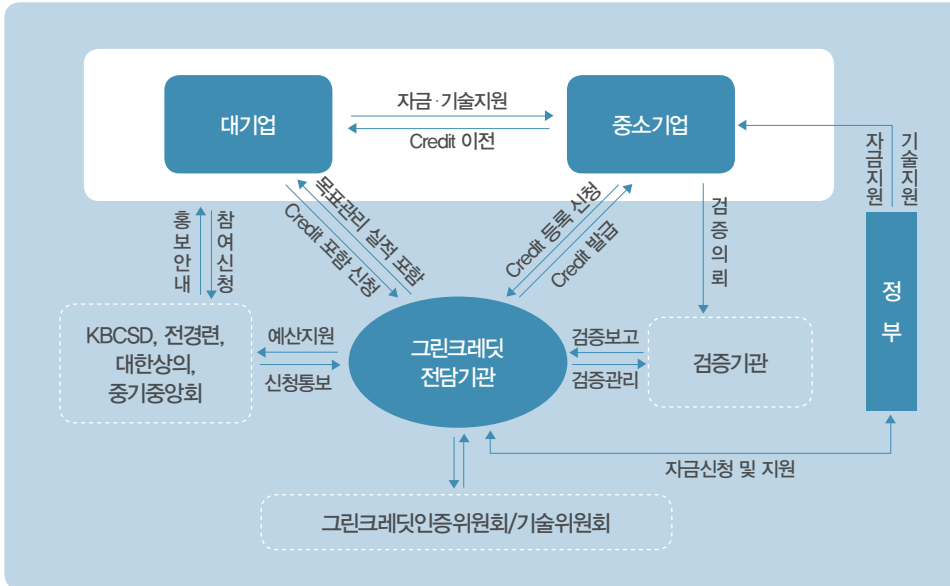 대기업
자금·기술지원
Credit 이전
중소기업
자금지원
기술지원
홍보안내
참여신청
목표관리 실적 포함
Credit 포함 신청
Credit 등록 신청
Credit 발급
검증의뢰
정부
KBCSD, 전경련,
대한상의,
중기중앙회
예산지원
신청통보
그린크레딧
전담기관
검증보고
검증관리
검증기관
자금신청 및 지원
그린크레딧인증위원회/기술위원회